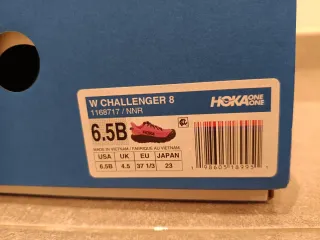 W CHALLENGER 8
1168717 / NNR
HOKA ONE ONE
6.5B
MADE IN VIETNAM / FABRIQUE AU VIETNAM
USA UK EU JAPAN
6.5B 4.5 37 1/3 23